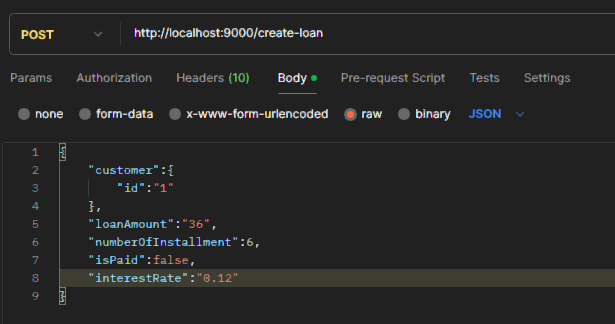 POST http://localhost:9000/create-loan
Params Authorization Headers (10) Body Pre-request Script Tests Settings
none form-data x-www-form-urlencoded raw binary JSON
1 {
2 "customer":{
3 "id":"1"
4 },
5 "loanAmount":"36",
6 "numberOfInstallment":6,
7 "isPaid":false,
8 "interestRate":"0.12"
9 }